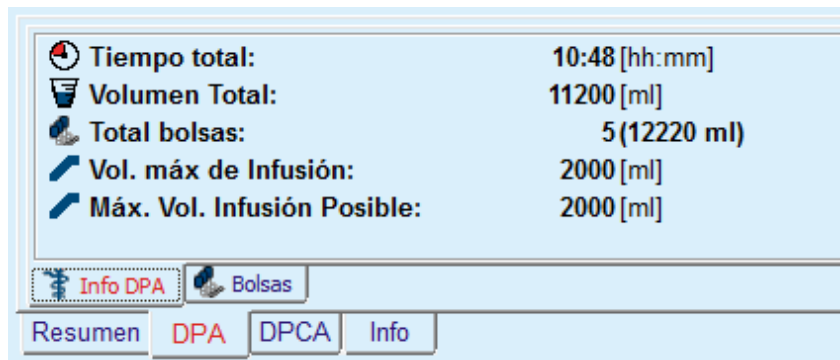 Tiempo total: 10:48 [hh:mm]
Volumen Total: 11200 [ml]
Total bolsas: 5 (12220 ml)
Vol. máx de Infusión: 2000 [ml]
Máx. Vol. Infusión Posible: 2000 [ml]
Info DPA Bolsas
Resumen DPA DPCA Info